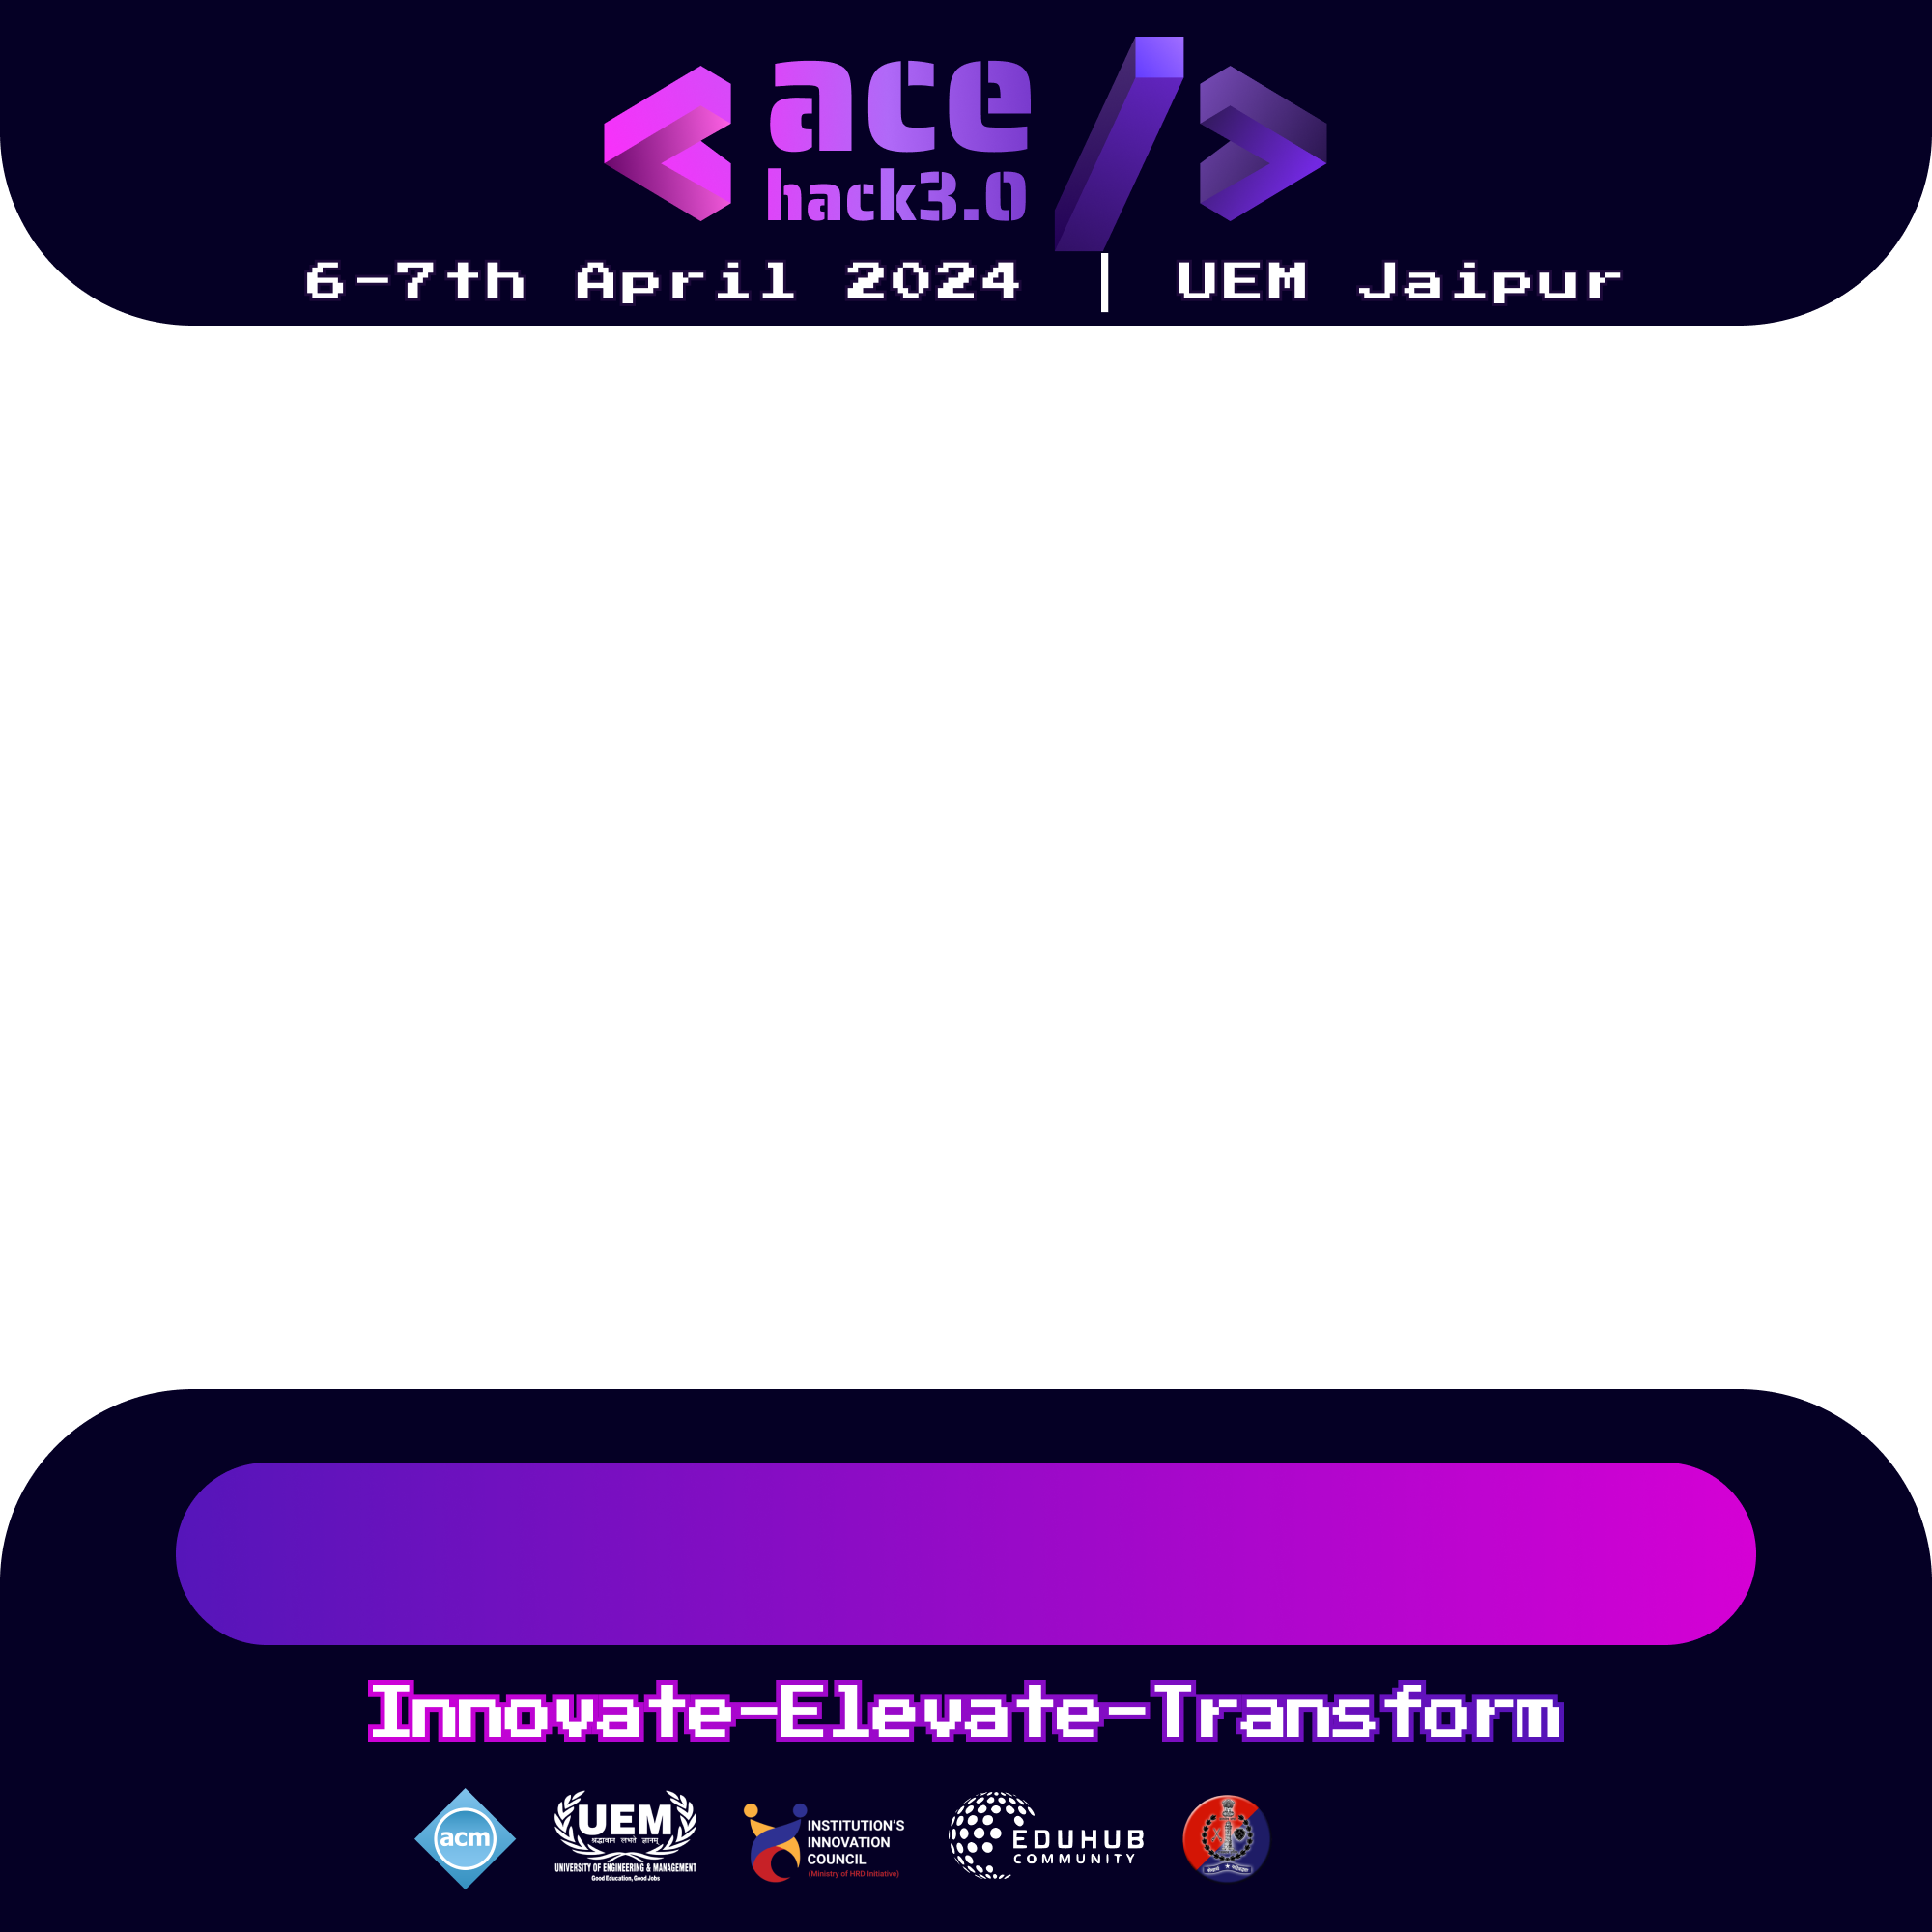 ace
hack3.0
6-7th April 2024 | UEM Jaipur
Innovate-Elevate-Transform
acm
UEM
श्रद्धावान लभते ज्ञानम्
UNIVERSITY OF ENGINEERING & MANAGEMENT
Good Education, Good Jobs
INSTITUTION'S
INNOVATION
COUNCIL
(Ministry of HRD Initiative)
EDUHUB
COMMUNITY